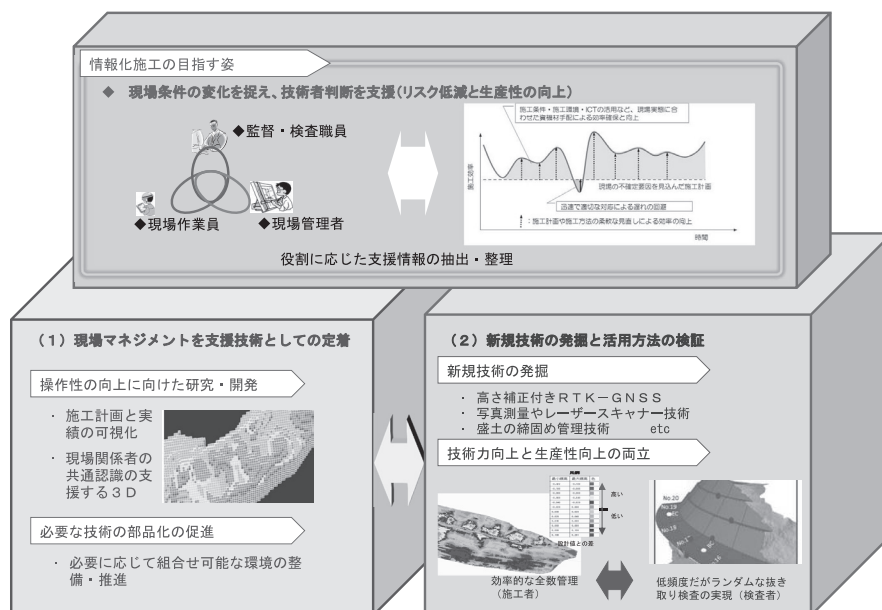 情報化施工の目指す姿
◆ 現場条件の変化を捉え、技術者判断を支援(リスク低減と生産性の向上)
◆監督・検査職員
◆現場作業員
◆現場管理者
施工条件・施工環境・ICTの活用など、現場実態に合
わせた資機材手配による効率確保と向上
施工効率
現場の不確定要因を見込んだ施工計画
迅速で適切な対応による遅れの回避
:施工計画や施工方法の柔軟な見直しによる効率の向上
時間
役割に応じた支援情報の抽出・整理
(1)現場マネジメントを支援技術としての定着
操作性の向上に向けた研究・開発
・ 施工計画と実
績の可視化
・ 現場関係者の
共通認識の支
援する3D
必要な技術の部品化の促進
・ 必要に応じて組合せ可能な環境の整
備・推進
(2)新規技術の発掘と活用方法の検証
新規技術の発掘
・ 高さ補正付きRTK-GNSS
・ 写真測量やレーザースキャナー技術
・ 盛土の締固め管理技術 etc
技術力向上と生産性向上の両立
高い
低い
設計値との差
No.20
No.19
効率的な全数管理
(施工者)
低頻度だがランダムな抜き
取り検査の実現(検査者)